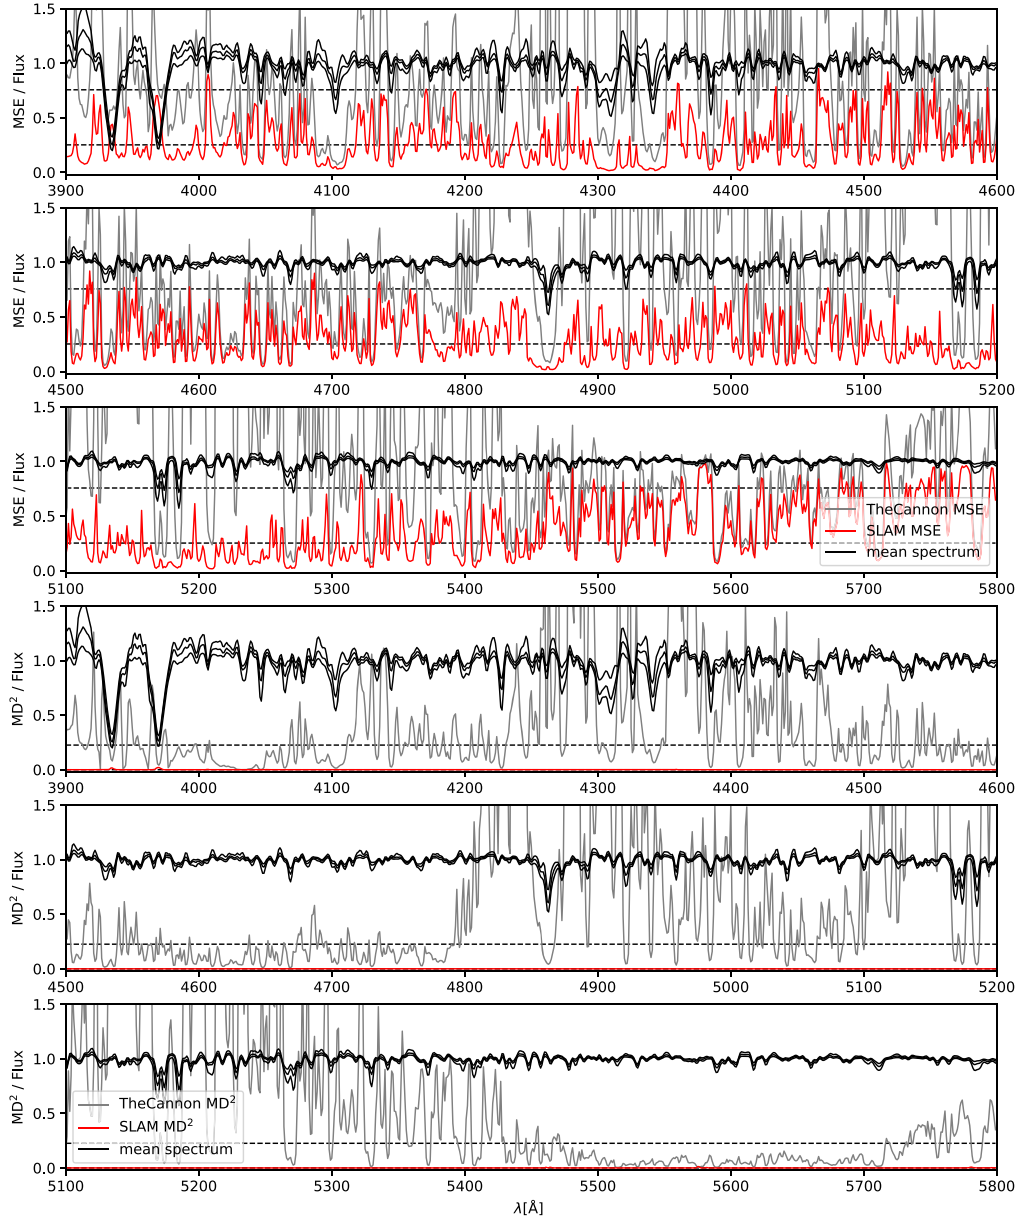 1.5
1.0
0.5
0.0
MSE / Flux
3900 4000 4100 4200 4300 4400 4500 4600
1.5
1.0
0.5
0.0
MSE / Flux
4500 4600 4700 4800 4900 5000 5100 5200
1.5
1.0
0.5
0.0
MSE / Flux
TheCannon MSE
SLAM MSE
mean spectrum
5100 5200 5300 5400 5500 5600 5700 5800
1.5
1.0
0.5
0.0
MD² / Flux
3900 4000 4100 4200 4300 4400 4500 4600
1.5
1.0
0.5
0.0
MD² / Flux
4500 4600 4700 4800 4900 5000 5100 5200
1.5
1.0
0.5
0.0
MD² / Flux
TheCannon MD²
SLAM MD²
mean spectrum
5100 5200 5300 5400 5500 5600 5700 5800
λ[Å]